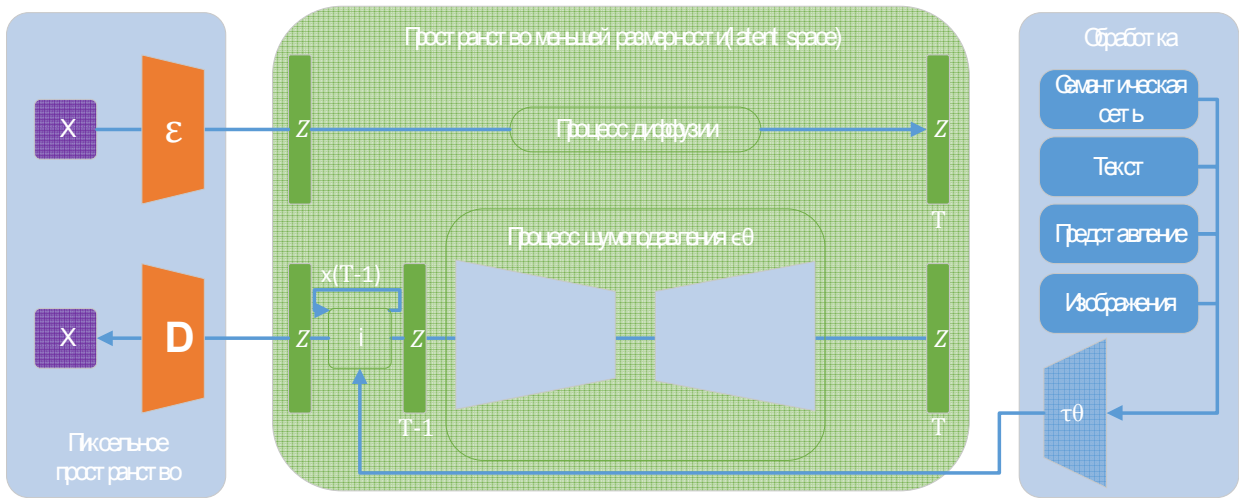 Пространство меньшей размерности(latent space)
Обработка
X
ε
Z
Процесс диффузии
Z
T
Семантическая
сеть
Текст
Представление
Изображения
Процесс шумоподавления ϵθ
x(T-1)
X
D
Z
i
Z
Z
T-1
T
τθ
Пиксельное
пространство